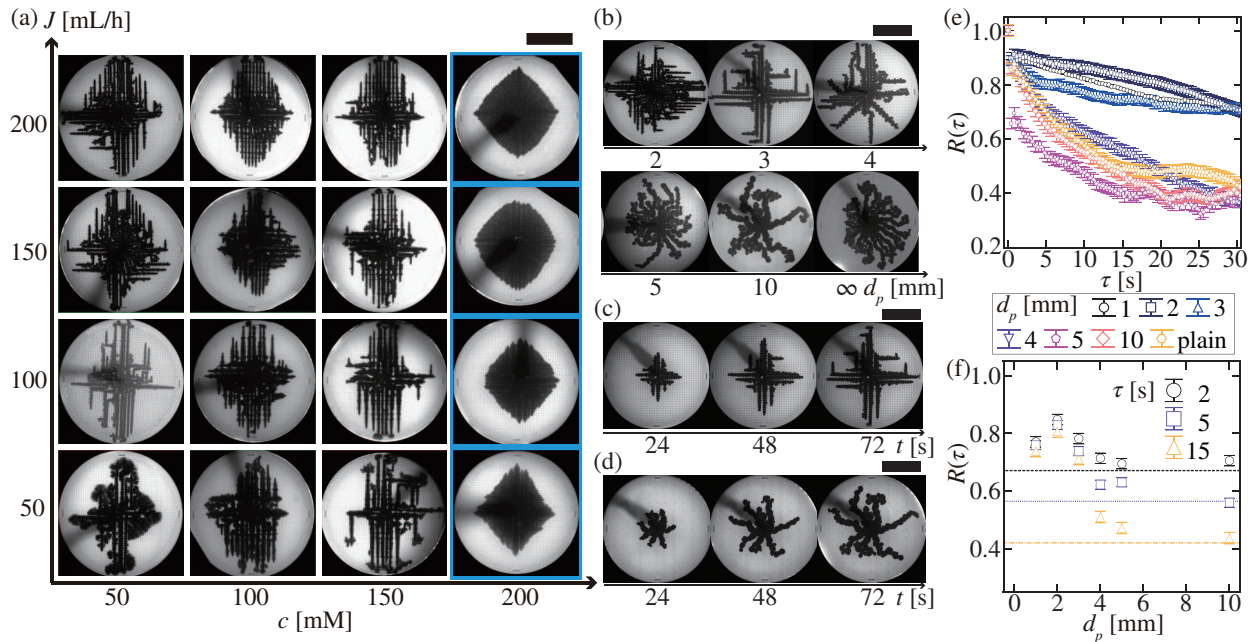 (a)
J [mL/h]
200
150
100
50
50 100 150 200
c [mM]
(b)
2 3 4
5 10 ∞ d_p [mm]
(c)
24 48 72 t [s]
(d)
24 48 72 t [s]
(e)
1.0
0.8
0.6
0.4
0.2
R(τ)
0 5 10 15 20 25 30
τ [s]
d_p [mm] 1 2 3
4 5 10 plain
(f)
1.0
0.8
0.6
0.4
R(τ)
τ [s]
2
5
15
0 2 4 6 8 10
d_p [mm]